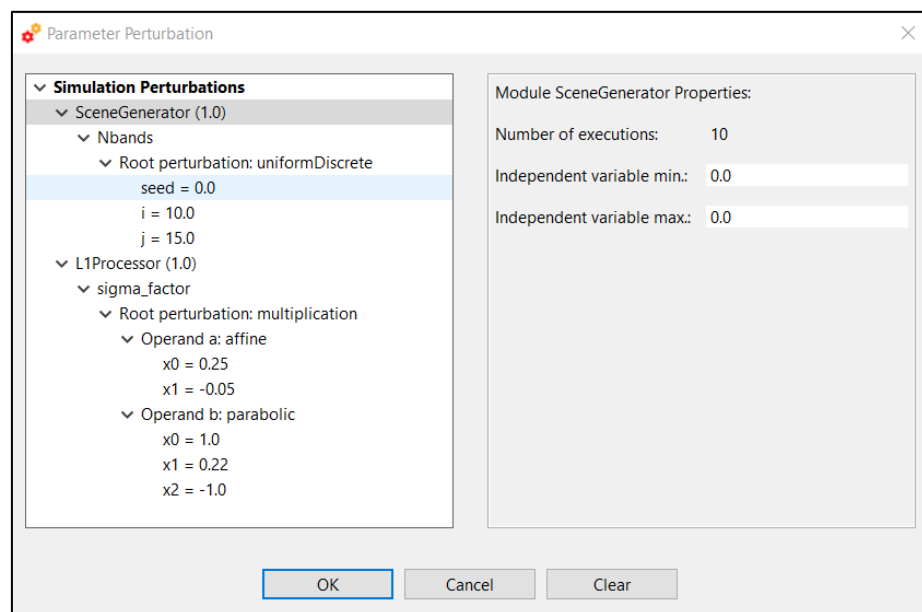 Parameter Perturbation
Simulation Perturbations
SceneGenerator (1.0)
Nbands
Root perturbation: uniformDiscrete
seed = 0.0
i = 10.0
j = 15.0
L1Processor (1.0)
sigma_factor
Root perturbation: multiplication
Operand a: affine
x0 = 0.25
x1 = -0.05
Operand b: parabolic
x0 = 1.0
x1 = 0.22
x2 = -1.0
Module SceneGenerator Properties:
Number of executions: 10
Independent variable min.: 0.0
Independent variable max.: 0.0
OK Cancel Clear